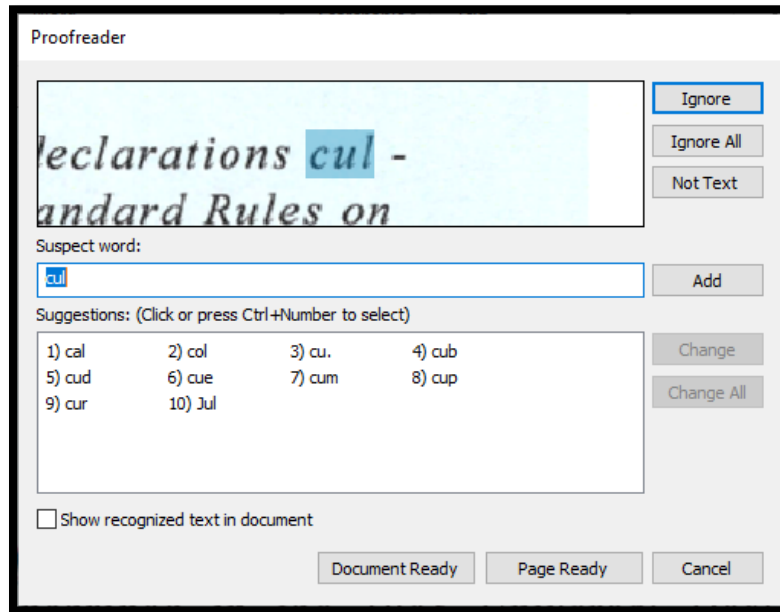 Proofreader
leclarations cul -
andard Rules on
Ignore
Ignore All
Not Text
Suspect word:
cul
Add
Suggestions: (Click or press Ctrl+Number to select)
1) cal 2) col 3) cu. 4) cub
5) cud 6) cue 7) cum 8) cup
9) cur 10) Jul
Change
Change All
Show recognized text in document
Document Ready Page Ready Cancel